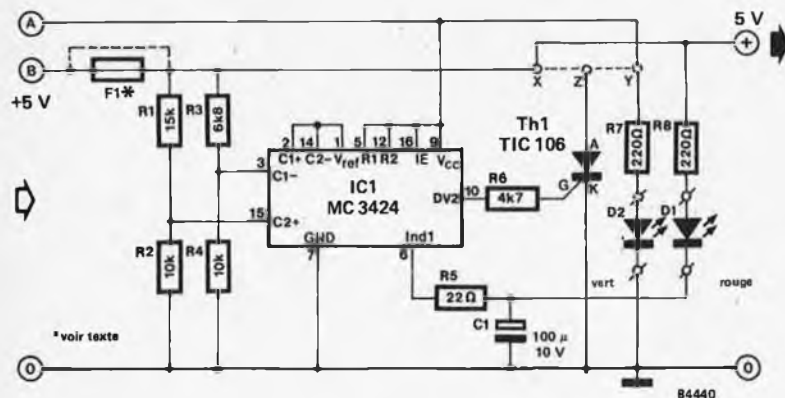 A
5 V
+
B
+5 V
F1*
X
Z
Y
R1
15k
R3
6k8
Th1
TIC 106
R7
220Ω
R8
220Ω
2
14
1
5
12
16
9
C1+
C2-
Vref
R1
R2
IE
VCC
3
C1-
IC1
MC 3424
DV2
10
R6
4k7
A
G
K
15
C2+
GND
7
Ind1
6
D2
D1
R2
10k
R4
10k
R5
22Ω
vert
rouge
*voir texte
C1
100 µ
10 V
0
0
84440